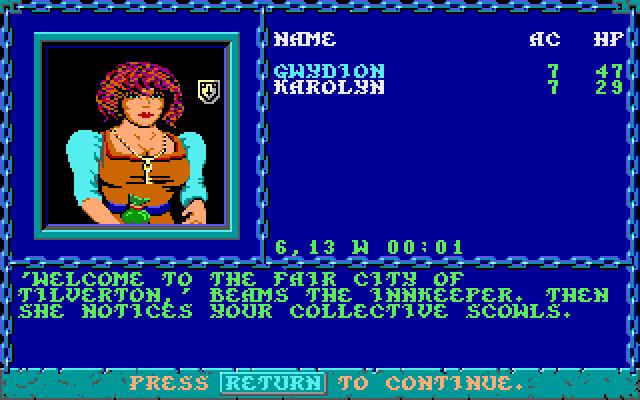 NAME AC HP
GWYDION 7 47
KAROLYN 7 29
6,13 W 00:01
'WELCOME TO THE FAIR CITY OF
TILVERTON,' BEAMS THE INNKEEPER. THEN
SHE NOTICES YOUR COLLECTIVE SCOWLS.
PRESS RETURN TO CONTINUE.